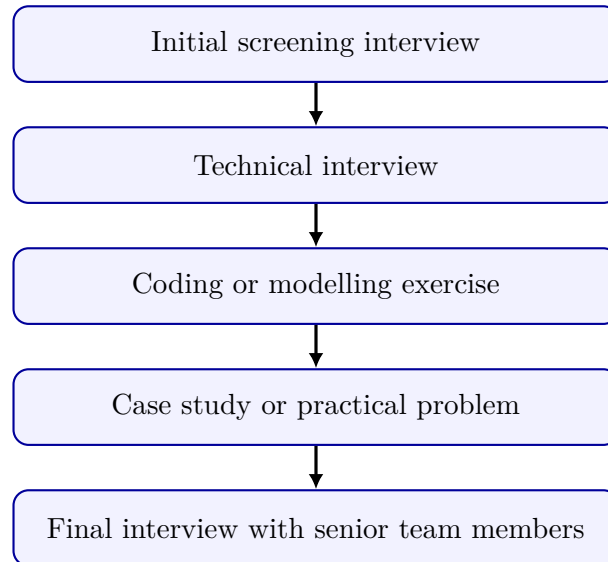 Initial screening interview
Technical interview
Coding or modelling exercise
Case study or practical problem
Final interview with senior team members